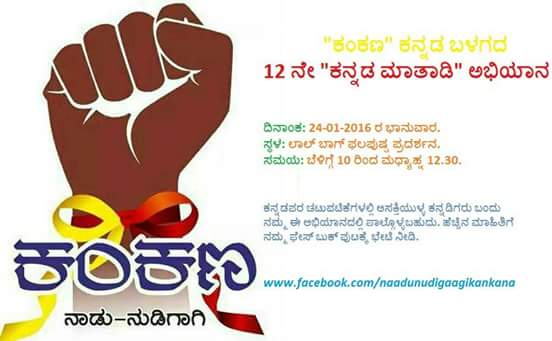 "ಕಂಕಣ" ಕನ್ನಡ ಬಳಗದ
12 ನೇ "ಕನ್ನಡ ಮಾತಾಡಿ" ಅಭಿಯಾನ
ದಿನಾಂಕ: 24-01-2016 ರ ಭಾನುವಾರ.
ಸ್ಥಳ: ಲಾಲ್ ಬಾಗ್ ಫಲಪುಷ್ಪ ಪ್ರದರ್ಶನ.
ಸಮಯ: ಬೆಳಿಗ್ಗೆ 10 ರಿಂದ ಮಧ್ಯಾಹ್ನ 12.30.
ಕನ್ನಡಪರ ಚಟುವಟಿಕೆಗಳಲ್ಲಿ ಆಸಕ್ತಿಯುಳ್ಳ ಕನ್ನಡಿಗರು ಬಂದು
ನಮ್ಮ ಈ ಅಭಿಯಾನದಲ್ಲಿ ಪಾಲ್ಗೊಳ್ಳಬಹುದು. ಹೆಚ್ಚಿನ ಮಾಹಿತಿಗೆ
ನಮ್ಮ ಫೇಸ್ ಬುಕ್ ಪುಟಕ್ಕೆ ಭೇಟಿ ನೀಡಿ.
www.facebook.com/naadunudigaagikankana
ಕಂಕಣ
ನಾಡು-ನುಡಿಗಾಗಿ